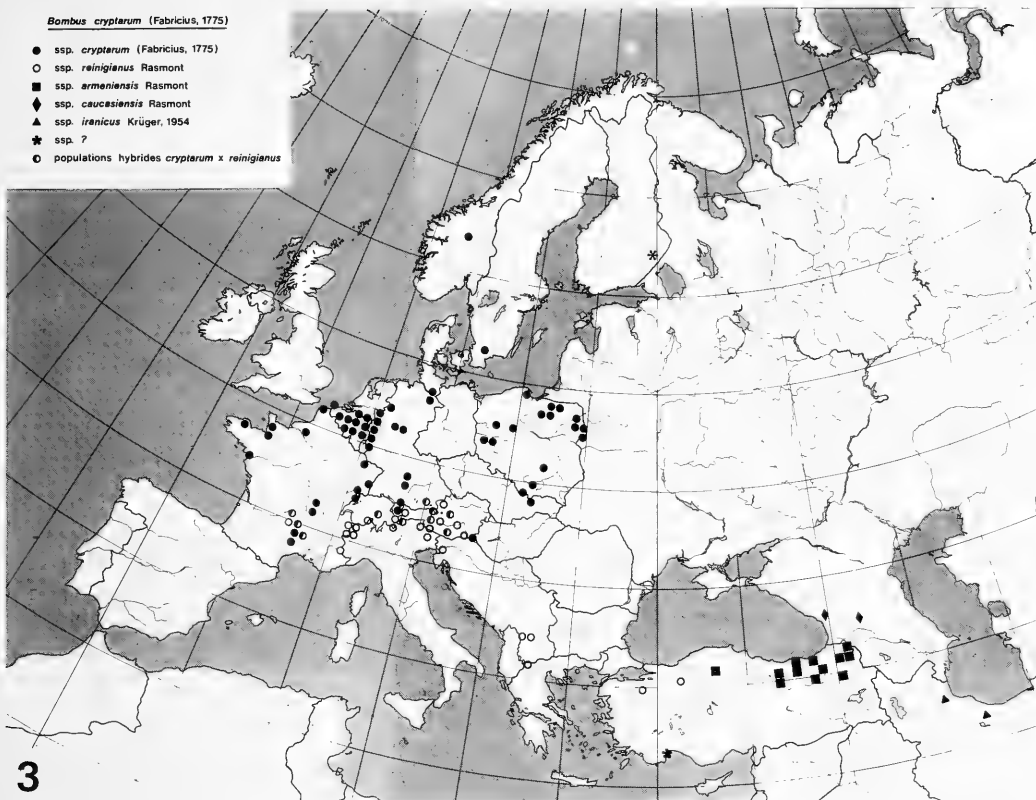 Bombus cryptarum (Fabricius, 1775)
ssp. cryptarum (Fabricius, 1775)
ssp. reinigianus Rasmont
ssp. armeniensis Rasmont
ssp. caucasiensis Rasmont
ssp. iranicus Krüger, 1954
ssp. ?
populations hybrides cryptarum x reinigianus
3